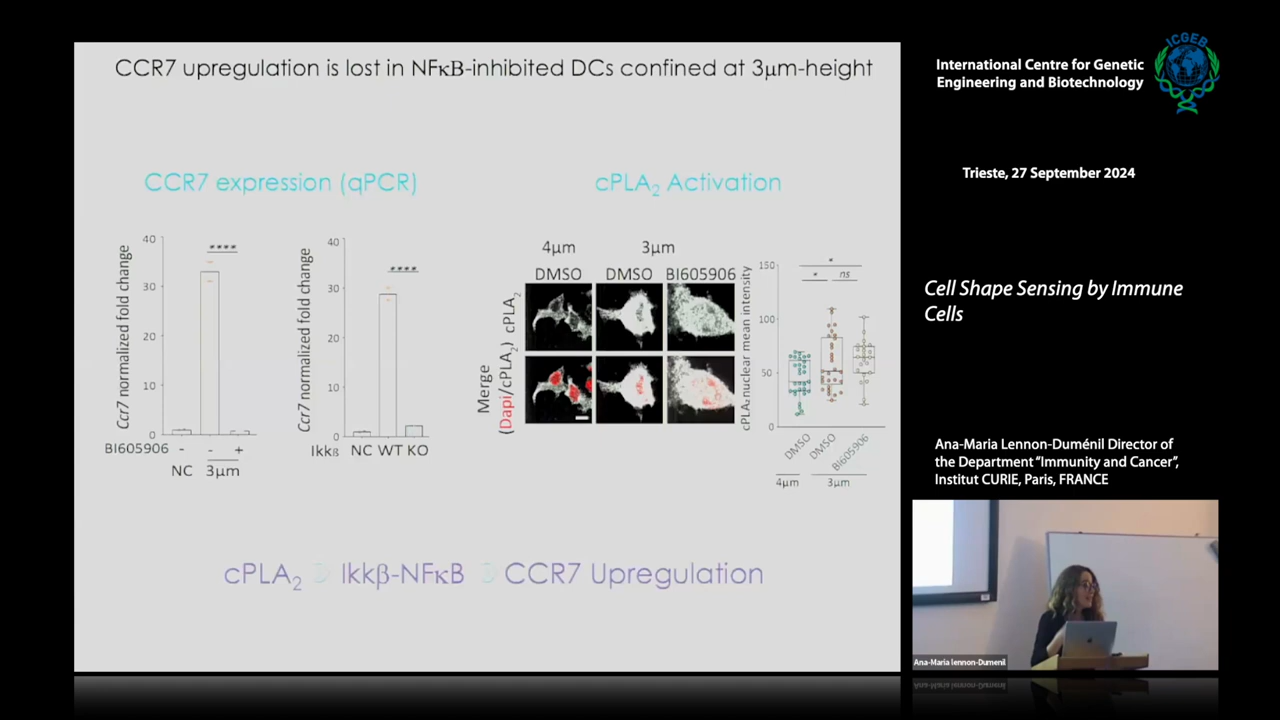 CCR7 upregulation is lost in NFκB-inhibited DCs confined at 3μm-height
CCR7 expression (qPCR)
cPLA2 Activation
Ccr7 normalized fold change
40
30
20
10
0
****
BI605906 - - +
NC 3μm
Ccr7 normalized fold change
40
30
20
10
0
****
Ikkβ NC WT KO
4μm 3μm
DMSO DMSO BI605906
cPLA2
Merge
(Dapi/cPLA2)
cPLA2 nuclear mean intensity
150
100
50
0
*
* ns
DMSO DMSO BI605906
4μm 3μm
cPLA2 Ikkβ-NFκB CCR7 Upregulation
ICGEB
International Centre for Genetic
Engineering and Biotechnology
Trieste, 27 September 2024
Cell Shape Sensing by Immune
Cells
Ana-Maria Lennon-Duménil Director of
the Department “Immunity and Cancer”,
Institut CURIE, Paris, FRANCE
Ana-Maria lennon-Dumenil